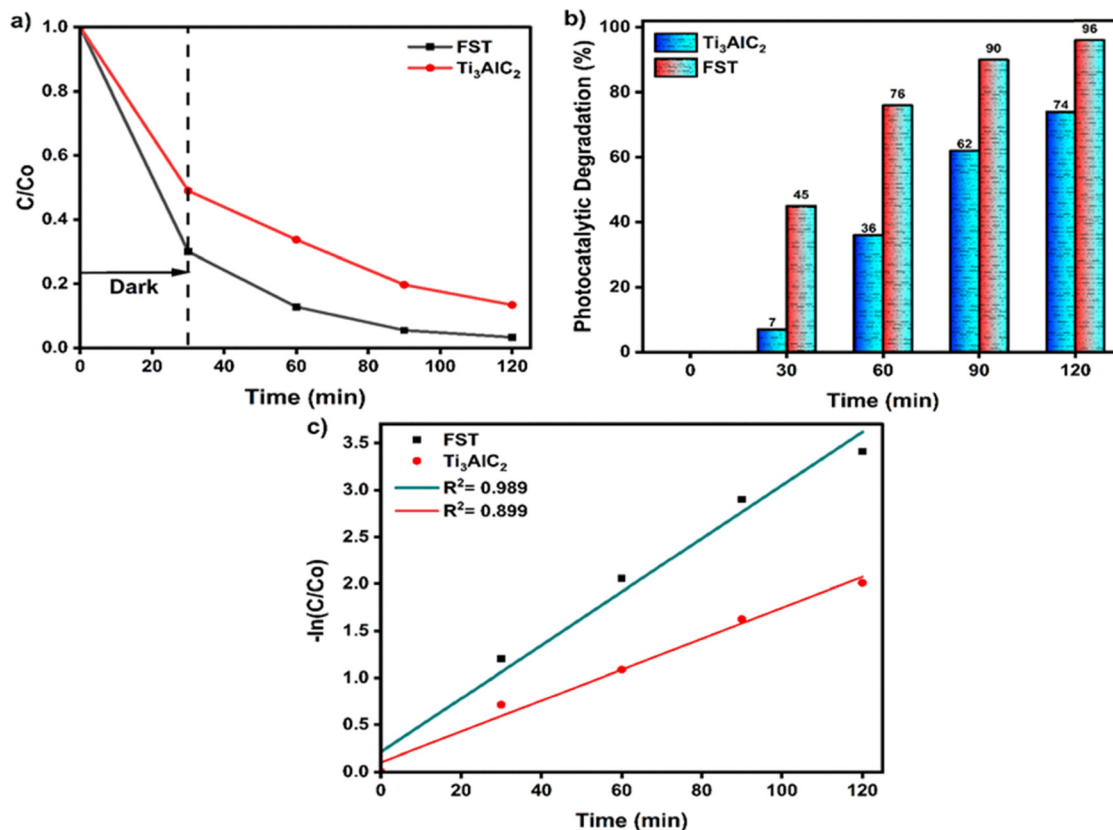 a)
1.0
0.8
0.6
0.4
0.2
0.0
C/Co
FST
Ti₃AlC₂
Dark
0 20 40 60 80 100 120
Time (min)
b)
100
80
60
40
20
0
Photocatalytic Degradation (%)
Ti₃AlC₂
FST
7
45
36
76
62
90
74
96
0 30 60 90 120
Time (min)
c)
3.5
3.0
2.5
2.0
1.5
1.0
0.5
0.0
-ln(C/Co)
FST
Ti₃AlC₂
R²= 0.989
R²= 0.899
0 20 40 60 80 100 120
Time (min)